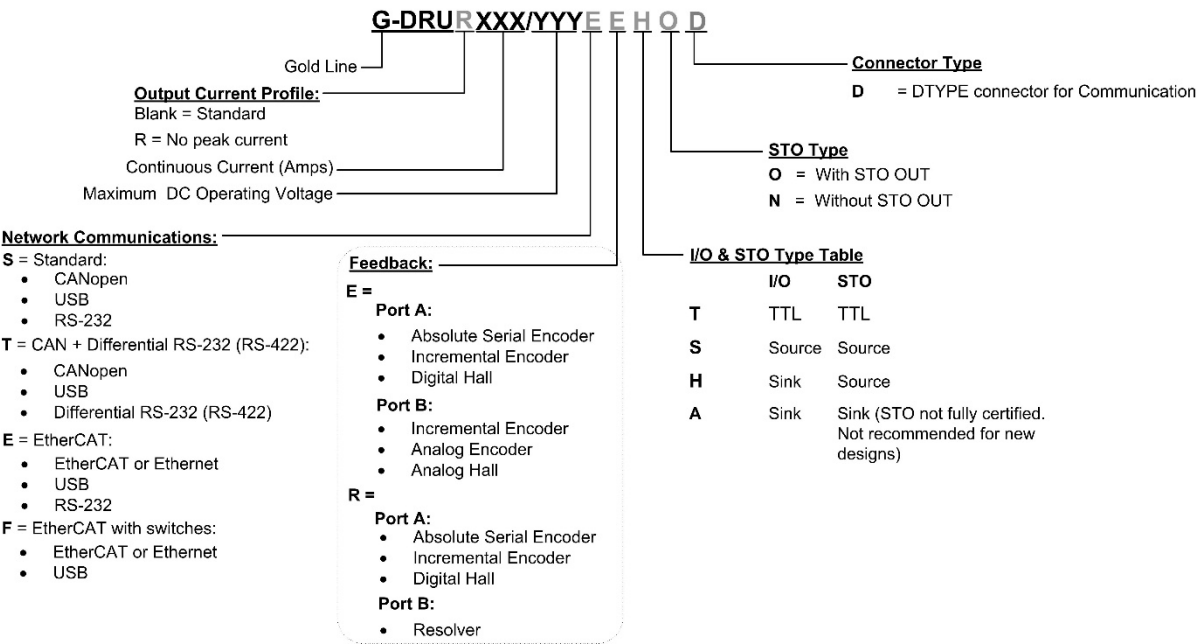 G-DRURXXX/YYYEEHOD
Gold Line
Output Current Profile:
Blank = Standard
R = No peak current
Continuous Current (Amps)
Maximum DC Operating Voltage
Network Communications:
S = Standard:
• CANopen
• USB
• RS-232
T = CAN + Differential RS-232 (RS-422):
• CANopen
• USB
• Differential RS-232 (RS-422)
E = EtherCAT:
• EtherCAT or Ethernet
• USB
• RS-232
F = EtherCAT with switches:
• EtherCAT or Ethernet
• USB
Feedback:
E =
Port A:
• Absolute Serial Encoder
• Incremental Encoder
• Digital Hall
Port B:
• Incremental Encoder
• Analog Encoder
• Analog Hall
R =
Port A:
• Absolute Serial Encoder
• Incremental Encoder
• Digital Hall
Port B:
• Resolver
Connector Type
D = DTYPE connector for Communication
STO Type
O = With STO OUT
N = Without STO OUT
I/O & STO Type Table
I/O STO
T TTL TTL
S Source Source
H Sink Source
A Sink Sink (STO not fully certified.
Not recommended for new
designs)